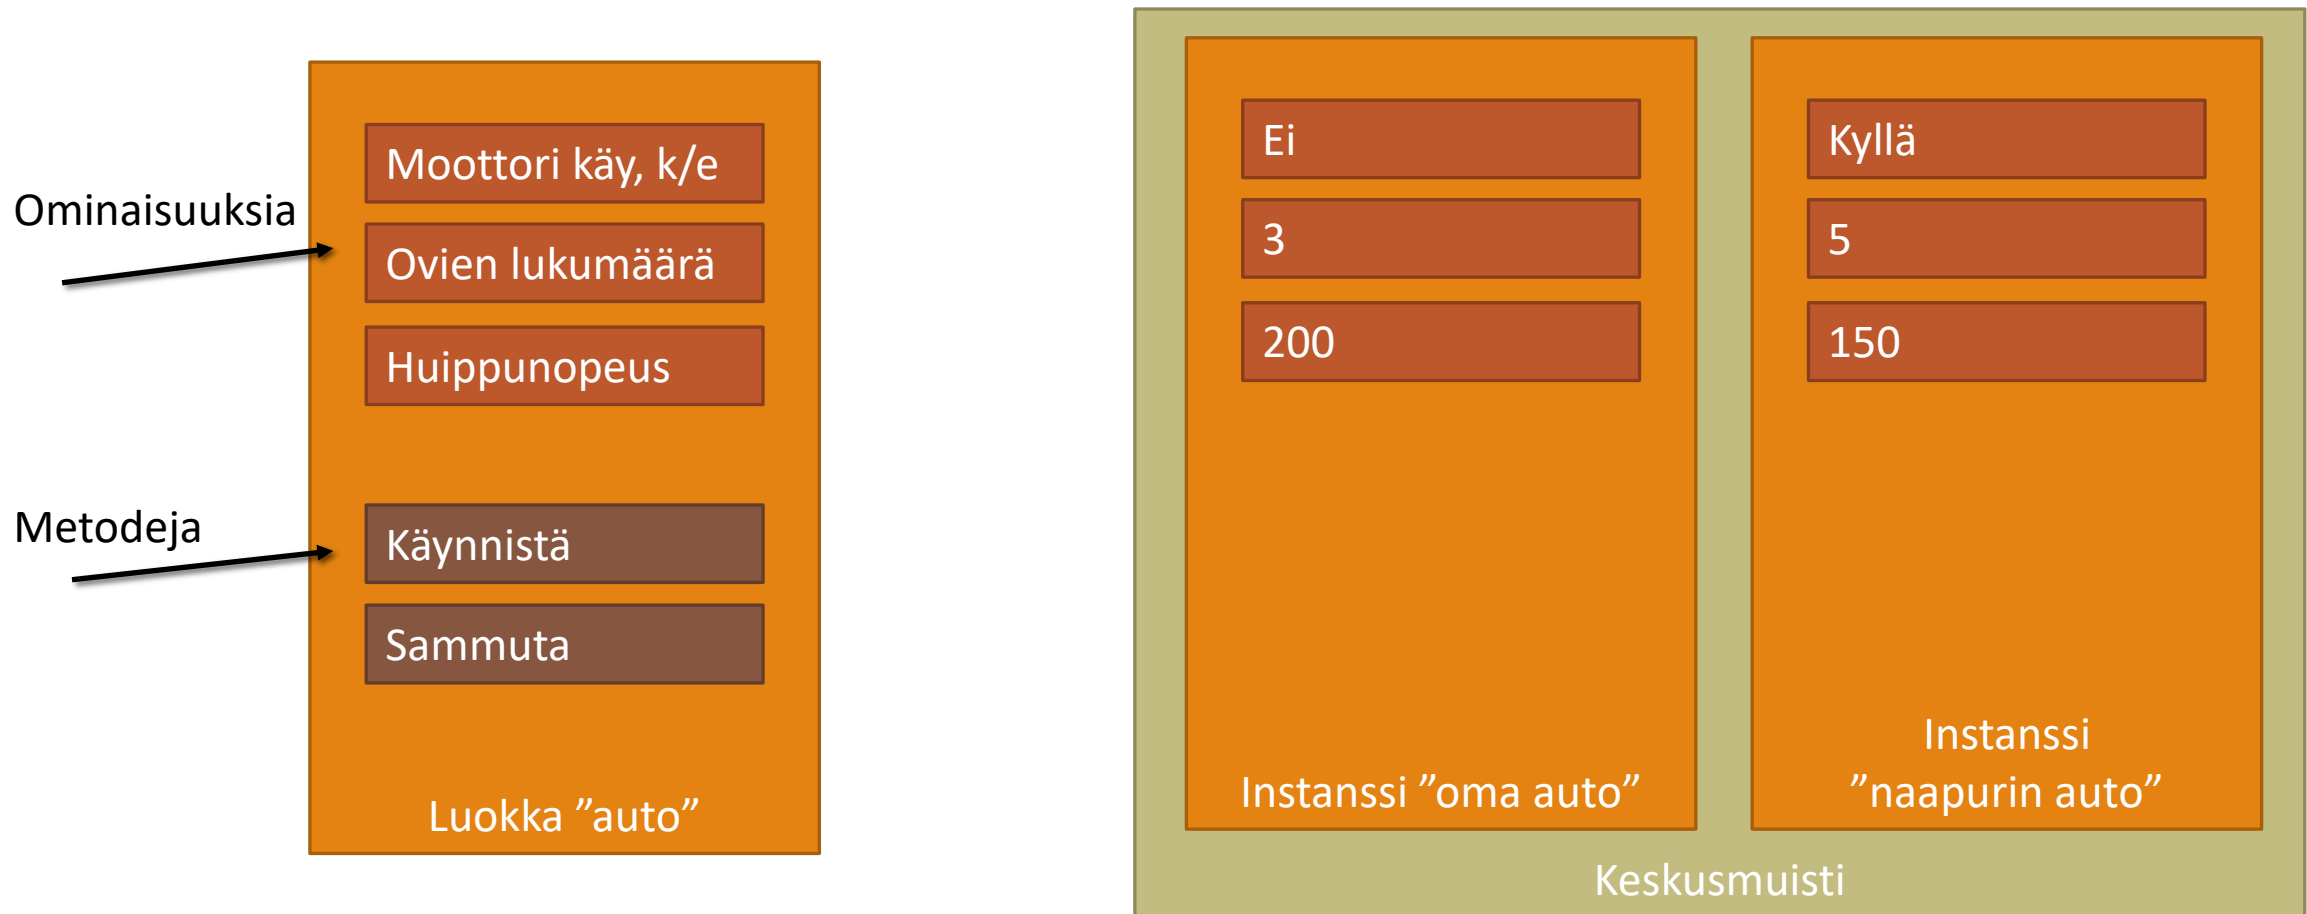 Ominaisuuksia
Moottori käy, k/e
Ovien lukumäärä
Huippunopeus
Metodeja
Käynnistä
Sammuta
Luokka ”auto”
Ei
3
200
Instanssi ”oma auto”
Kyllä
5
150
Instanssi
”naapurin auto”
Keskusmuisti